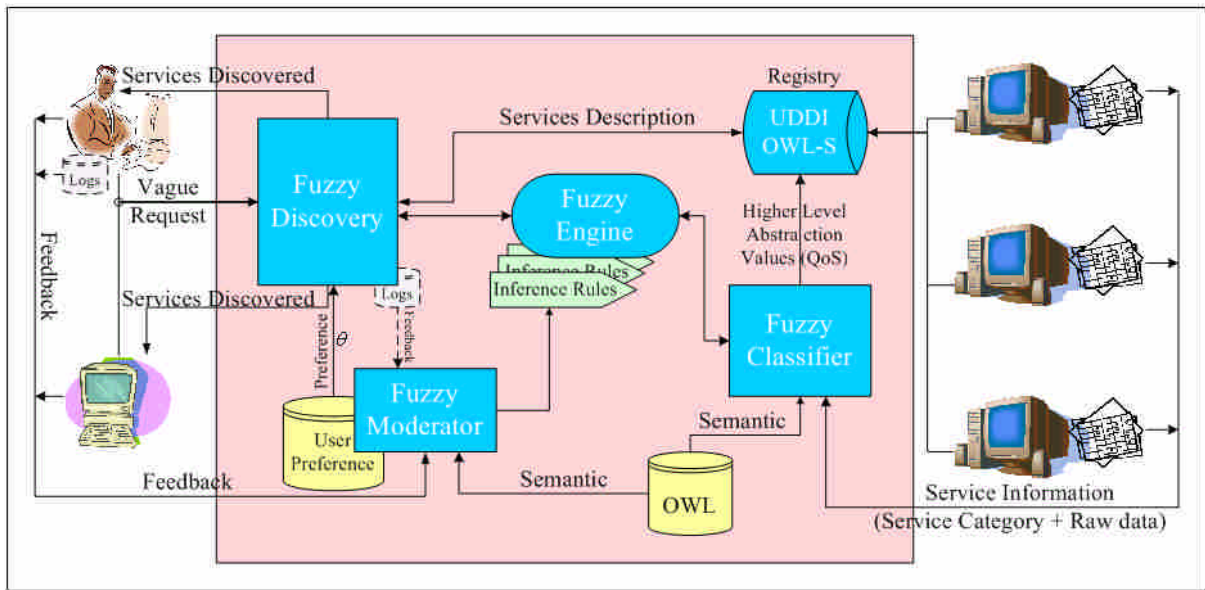 Services Discovered
Registry
UDDI
OWL-S
Services Description
Logs
Vague
Request
Fuzzy
Discovery
Fuzzy
Engine
Higher Level
Abstraction
Values (QoS)
Inference Rules
Inference Rules
Logs
Feedback
Services Discovered
Feedback
Preference
θ
Fuzzy
Classifier
Fuzzy
Moderator
User
Preference
Semantic
Feedback
Semantic
OWL
Service Information
(Service Category + Raw data)